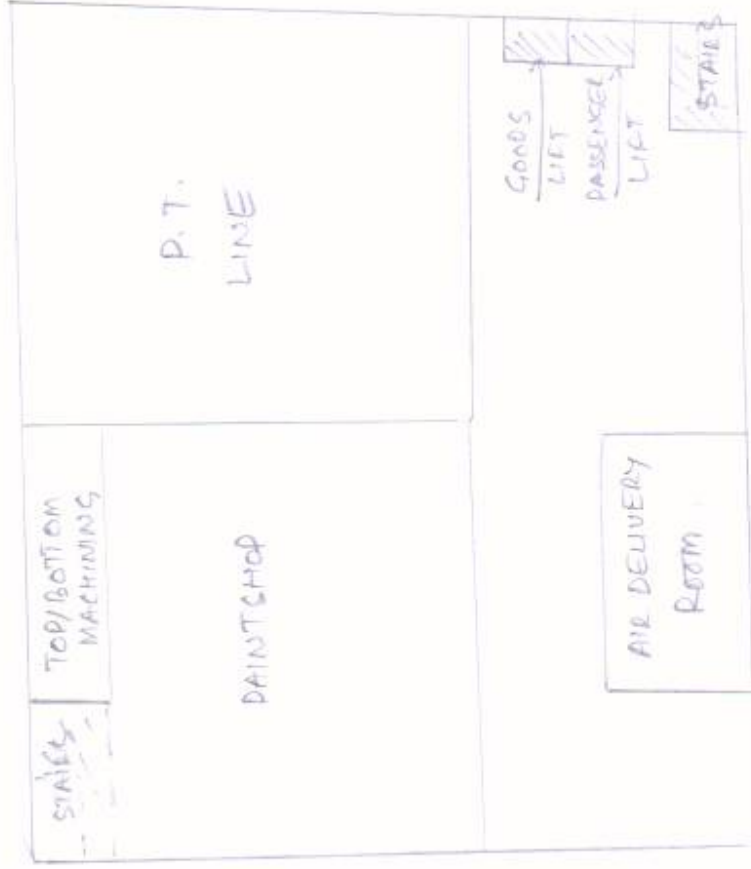 STAIRS
TOP/BOTTOM
MACHINING
P.T.
LINE
PAINTSHOP
GOODS
LIFT
PASSENGER
LIFT
AIR DELIVERY
ROOM
STAIRS